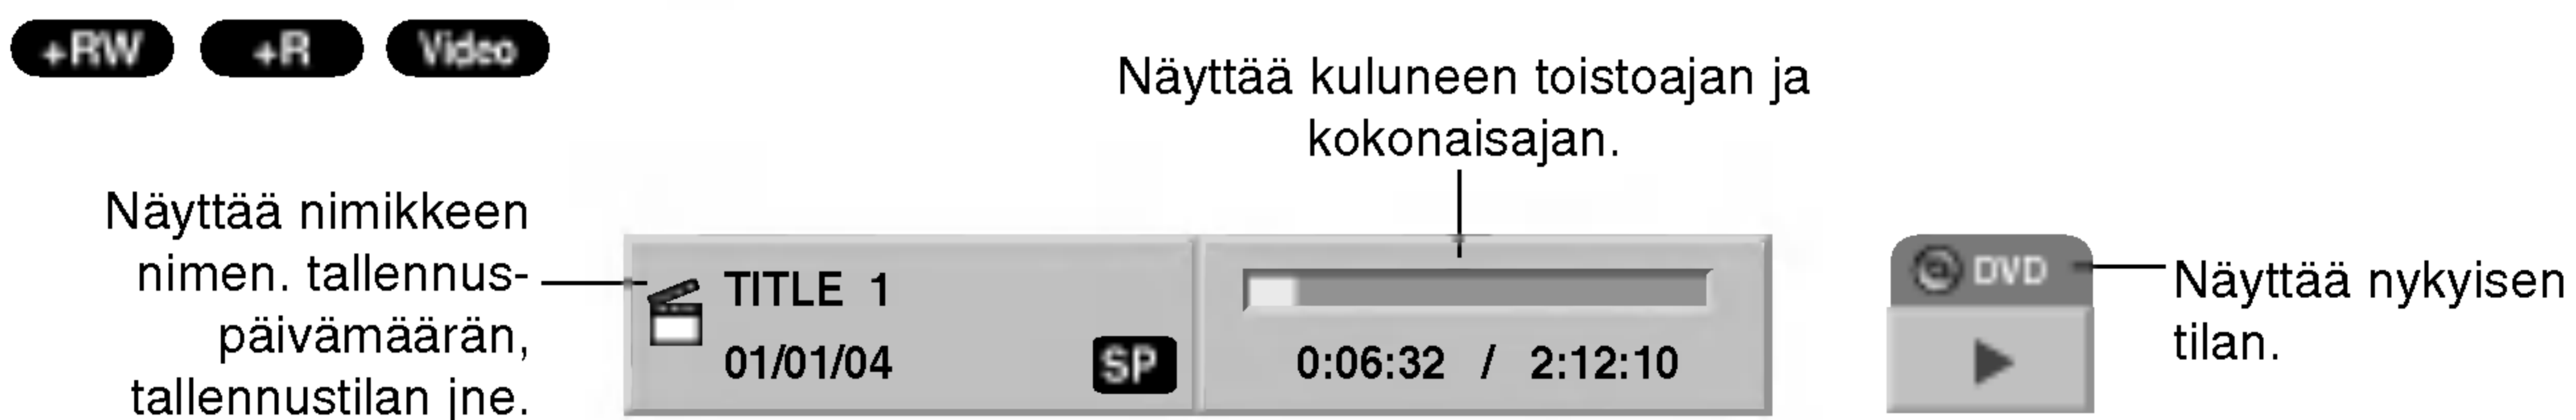 +RW +R Video
Näyttää kuluneen toistoajan ja
kokonaisajan.
Näyttää nimikkeen
nimen. tallennus-
päivämäärän,
tallennustilan jne.
TITLE 1
01/01/04 SP
0:06:32 / 2:12:10
DVD
Näyttää nykyisen
tilan.